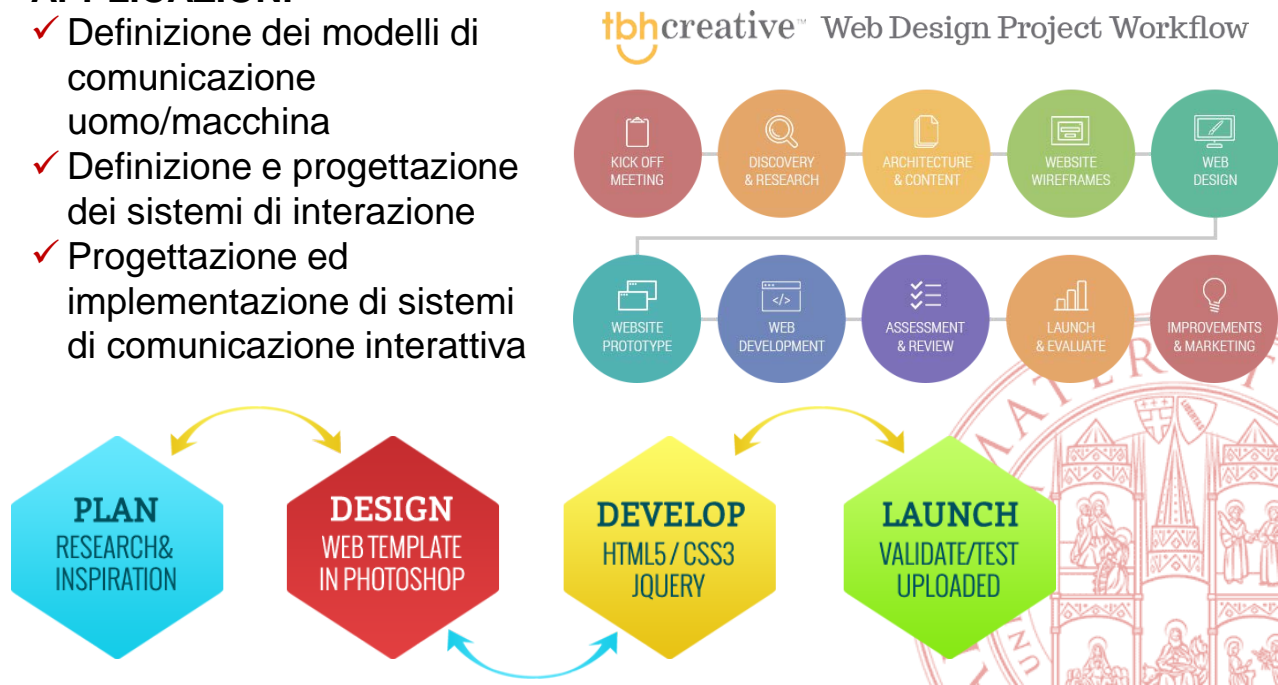 ✓ Definizione dei modelli di
comunicazione
uomo/macchina
✓ Definizione e progettazione
dei sistemi di interazione
✓ Progettazione ed
implementazione di sistemi
di comunicazione interattiva
tbhcreative™ Web Design Project Workflow
KICK OFF
MEETING
DISCOVERY
& RESEARCH
ARCHITECTURE
& CONTENT
WEBSITE
WIREFRAMES
WEB
DESIGN
WEBSITE
PROTOTYPE
</>
WEB
DEVELOPMENT
ASSESSMENT
& REVIEW
LAUNCH
& EVALUATE
IMPROVEMENTS
& MARKETING
PLAN
RESEARCH&
INSPIRATION
DESIGN
WEB TEMPLATE
IN PHOTOSHOP
DEVELOP
HTML5 / CSS3
JQUERY
LAUNCH
VALIDATE/TEST
UPLOADED